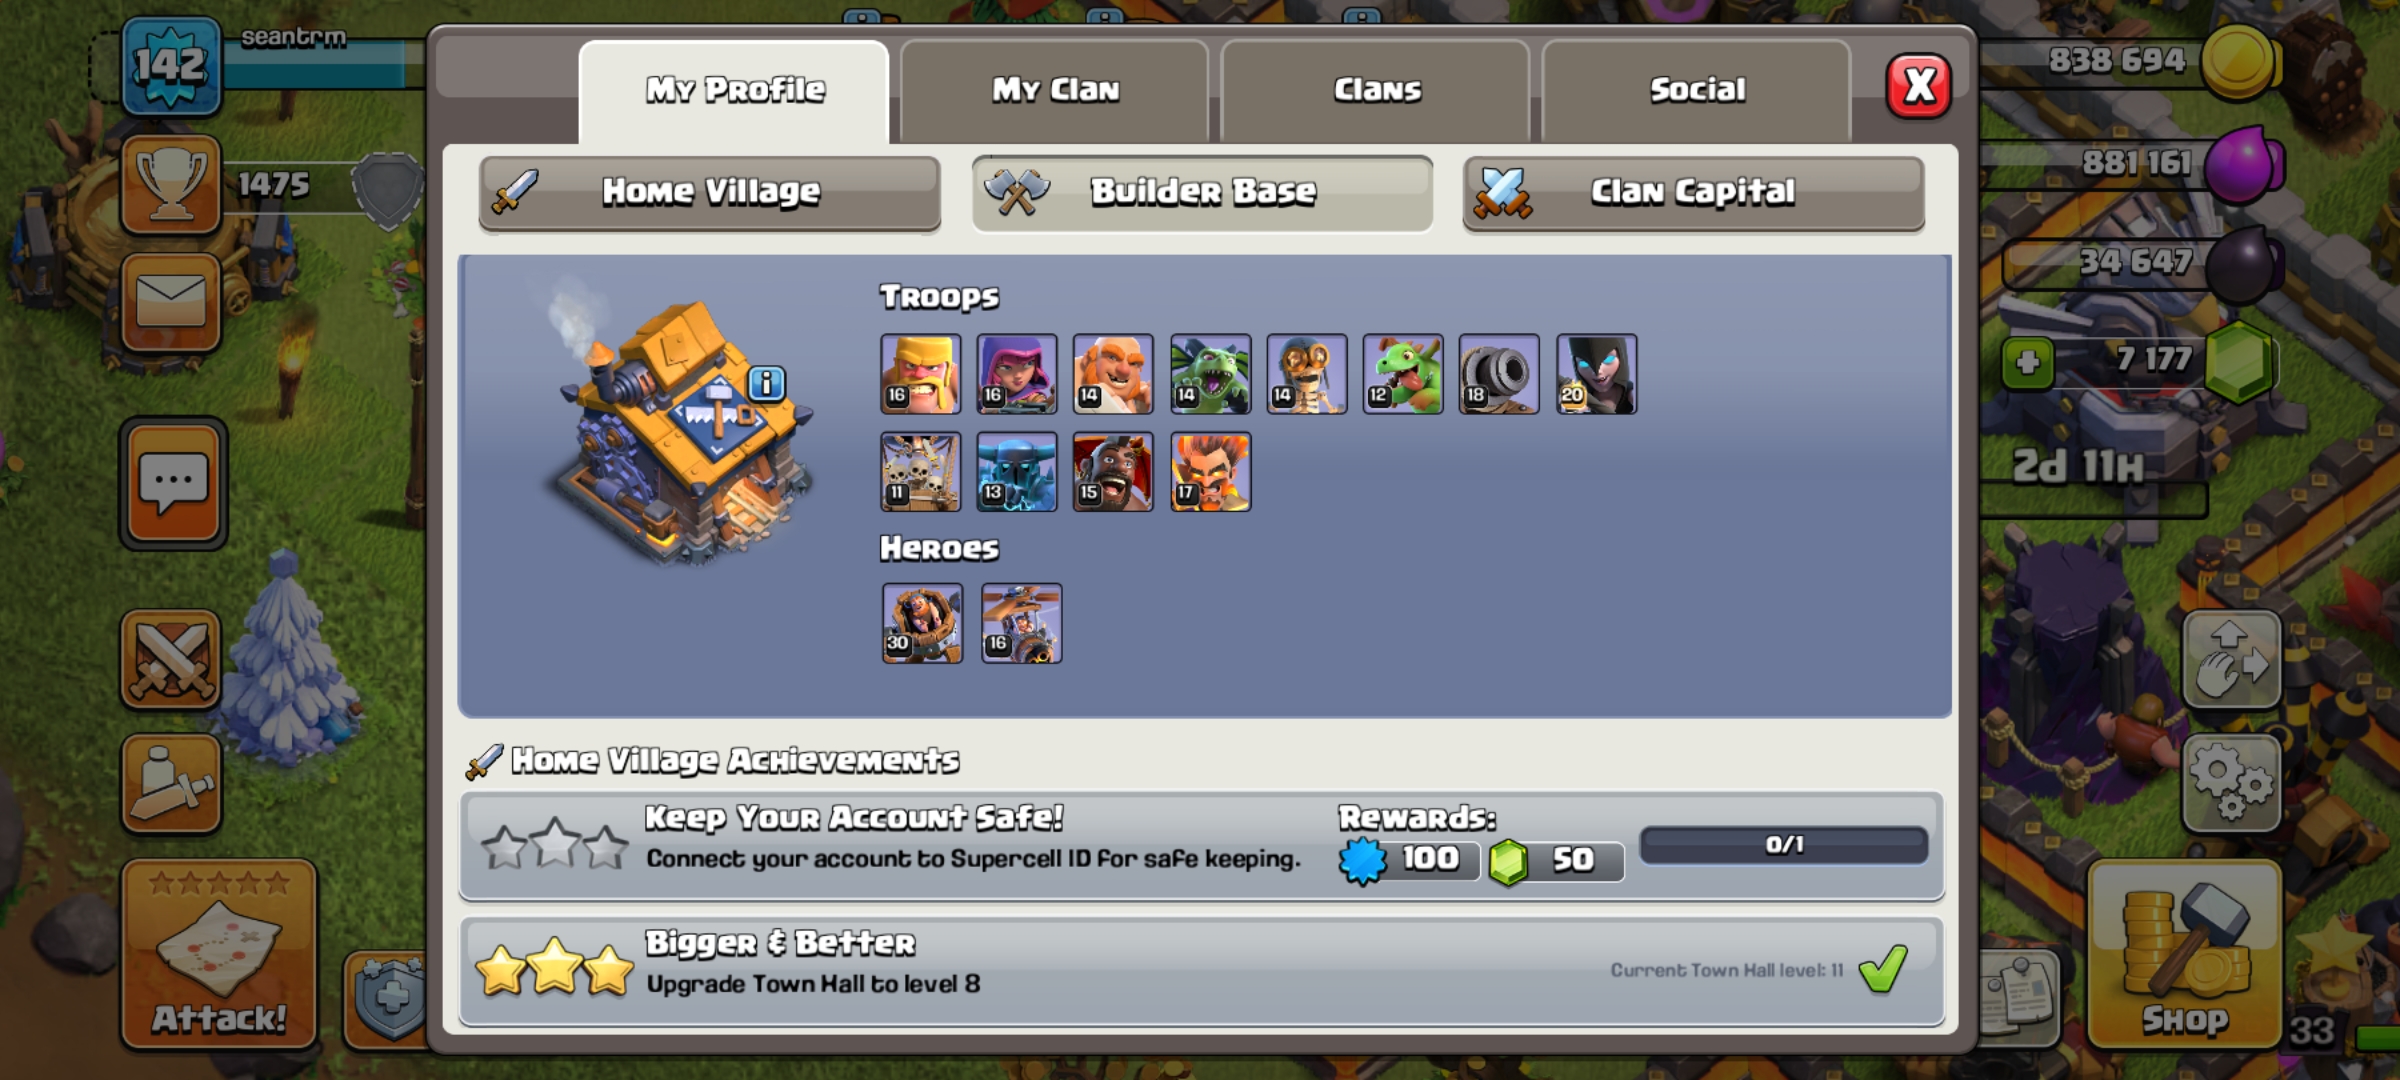 142
seantrm
My Profile
My Clan
Clans
Social
X
838 694
1475
Home Village
Builder Base
Clan Capital
881 161
34 647
7 177
2d 11h
Troops
16
16
14
14
14
12
18
20
11
13
15
17
Heroes
30
16
Home Village Achievements
Keep Your Account Safe!
Connect your account to Supercell ID for safe keeping.
Rewards:
100
50
0/1
Bigger & Better
Upgrade Town Hall to level 8
Current Town Hall level: 11
Attack!
Shop
33